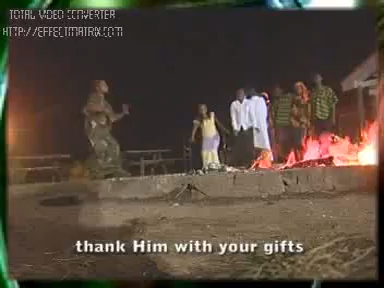 TOTAL VIDEO CONVERTER
HTTP://EFFECTMATRIX.COM
thank Him with your gifts